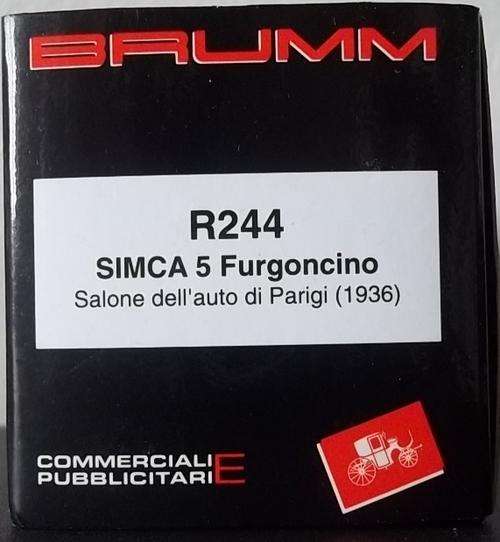 BRUMM
R244
SIMCA 5 Furgoncino
Salone dell'auto di Parigi (1936)
COMMERCIALI E
PUBBLICITARI